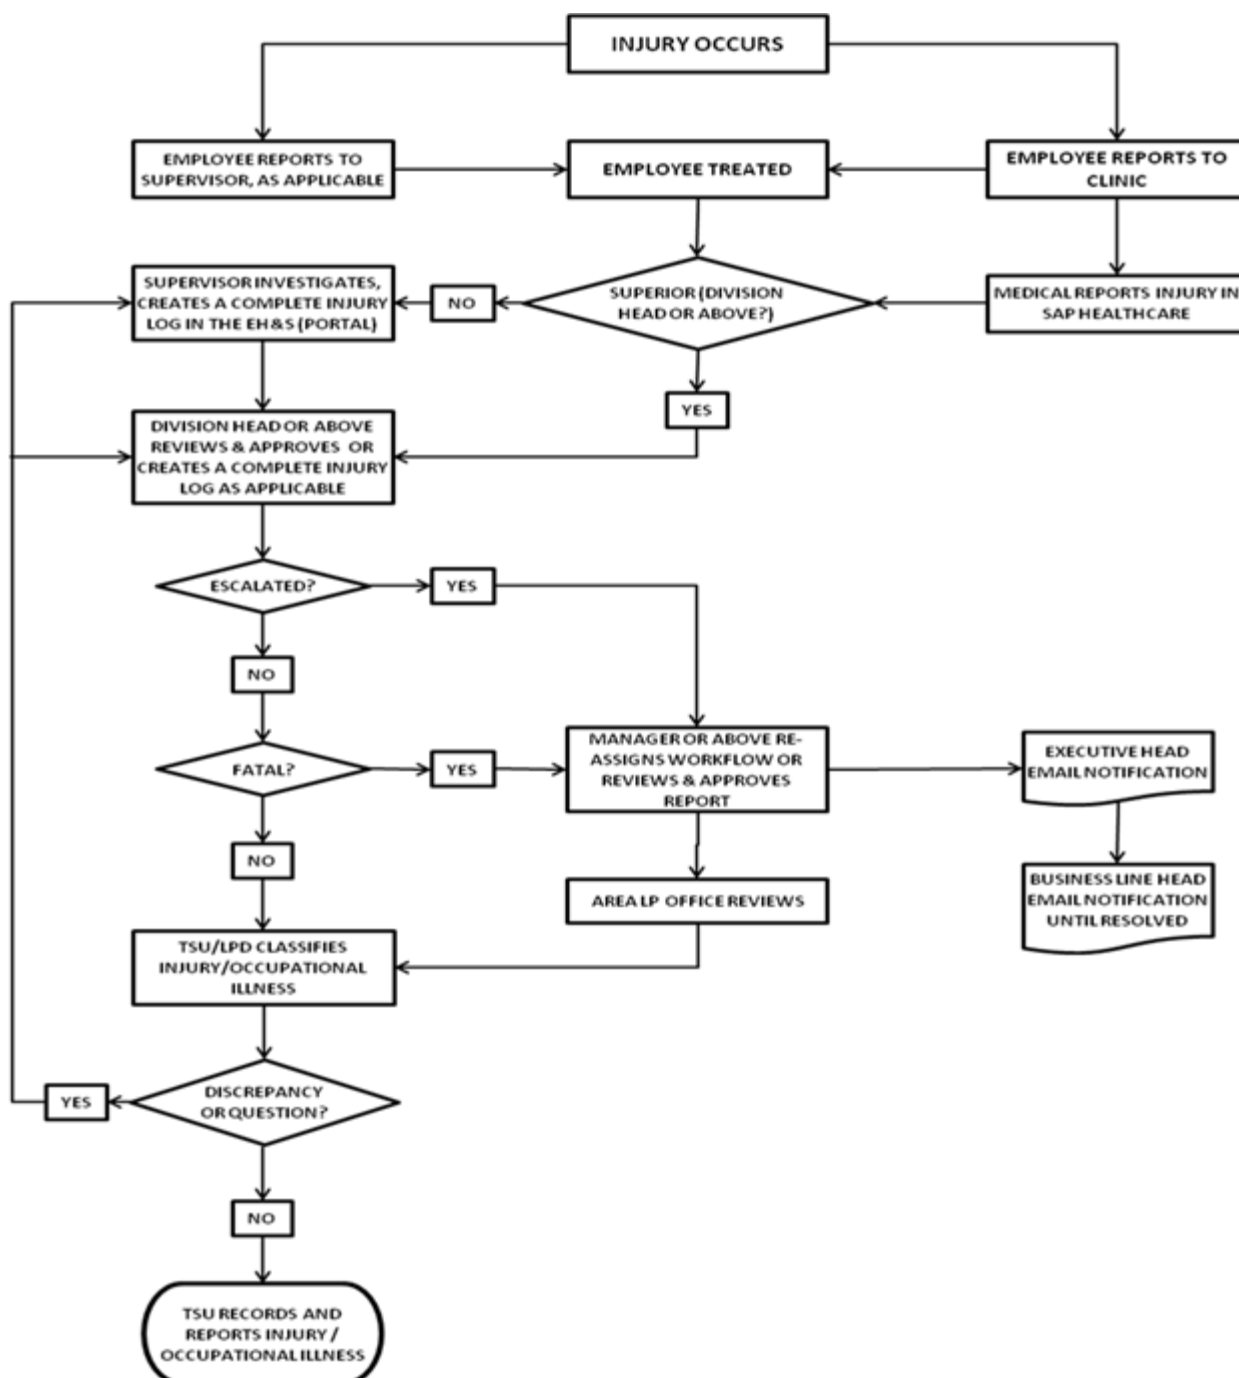 INJURY OCCURS
EMPLOYEE REPORTS TO
SUPERVISOR, AS APPLICABLE
EMPLOYEE TREATED
EMPLOYEE REPORTS TO
CLINIC
SUPERVISOR INVESTIGATES,
CREATES A COMPLETE INJURY
LOG IN THE EH&S (PORTAL)
NO
SUPERIOR (DIVISION
HEAD OR ABOVE?)
MEDICAL REPORTS INJURY IN
SAP HEALTHCARE
YES
DIVISION HEAD OR ABOVE
REVIEWS & APPROVES OR
CREATES A COMPLETE INJURY
LOG AS APPLICABLE
ESCALATED?
YES
NO
FATAL?
YES
MANAGER OR ABOVE RE-
ASSIGNS WORKFLOW OR
REVIEWS & APPROVES
REPORT
EXECUTIVE HEAD
EMAIL NOTIFICATION
NO
AREA LP OFFICE REVIEWS
BUSINESS LINE HEAD
EMAIL NOTIFICATION
UNTIL RESOLVED
TSU/LPD CLASSIFIES
INJURY/OCCUPATIONAL
ILLNESS
DISCREPANCY
OR QUESTION?
YES
NO
TSU RECORDS AND
REPORTS INJURY /
OCCUPATIONAL ILLNESS